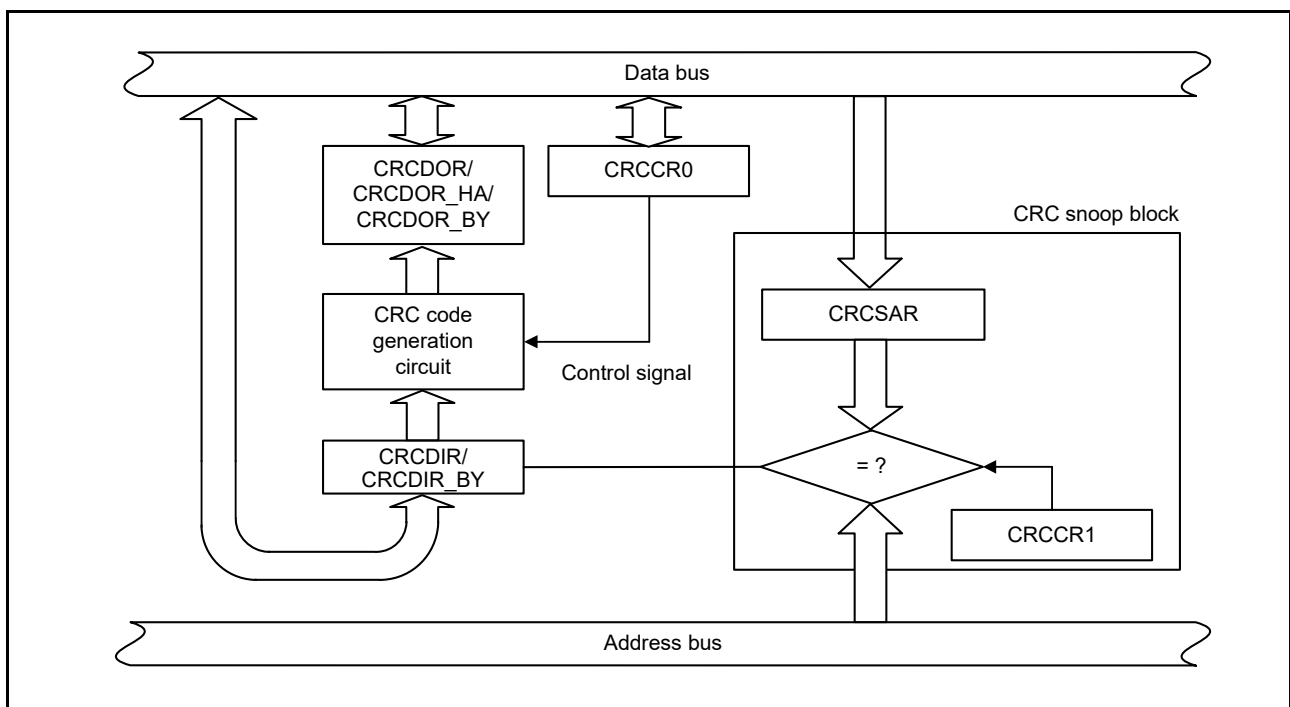 Data bus
CRCDOR/
CRCDOR_HA/
CRCDOR_BY
CRCCR0
CRC snoop block
CRC code
generation
circuit
CRCSAR
Control signal
CRCDIR/
CRCDIR_BY
= ?
CRCCR1
Address bus